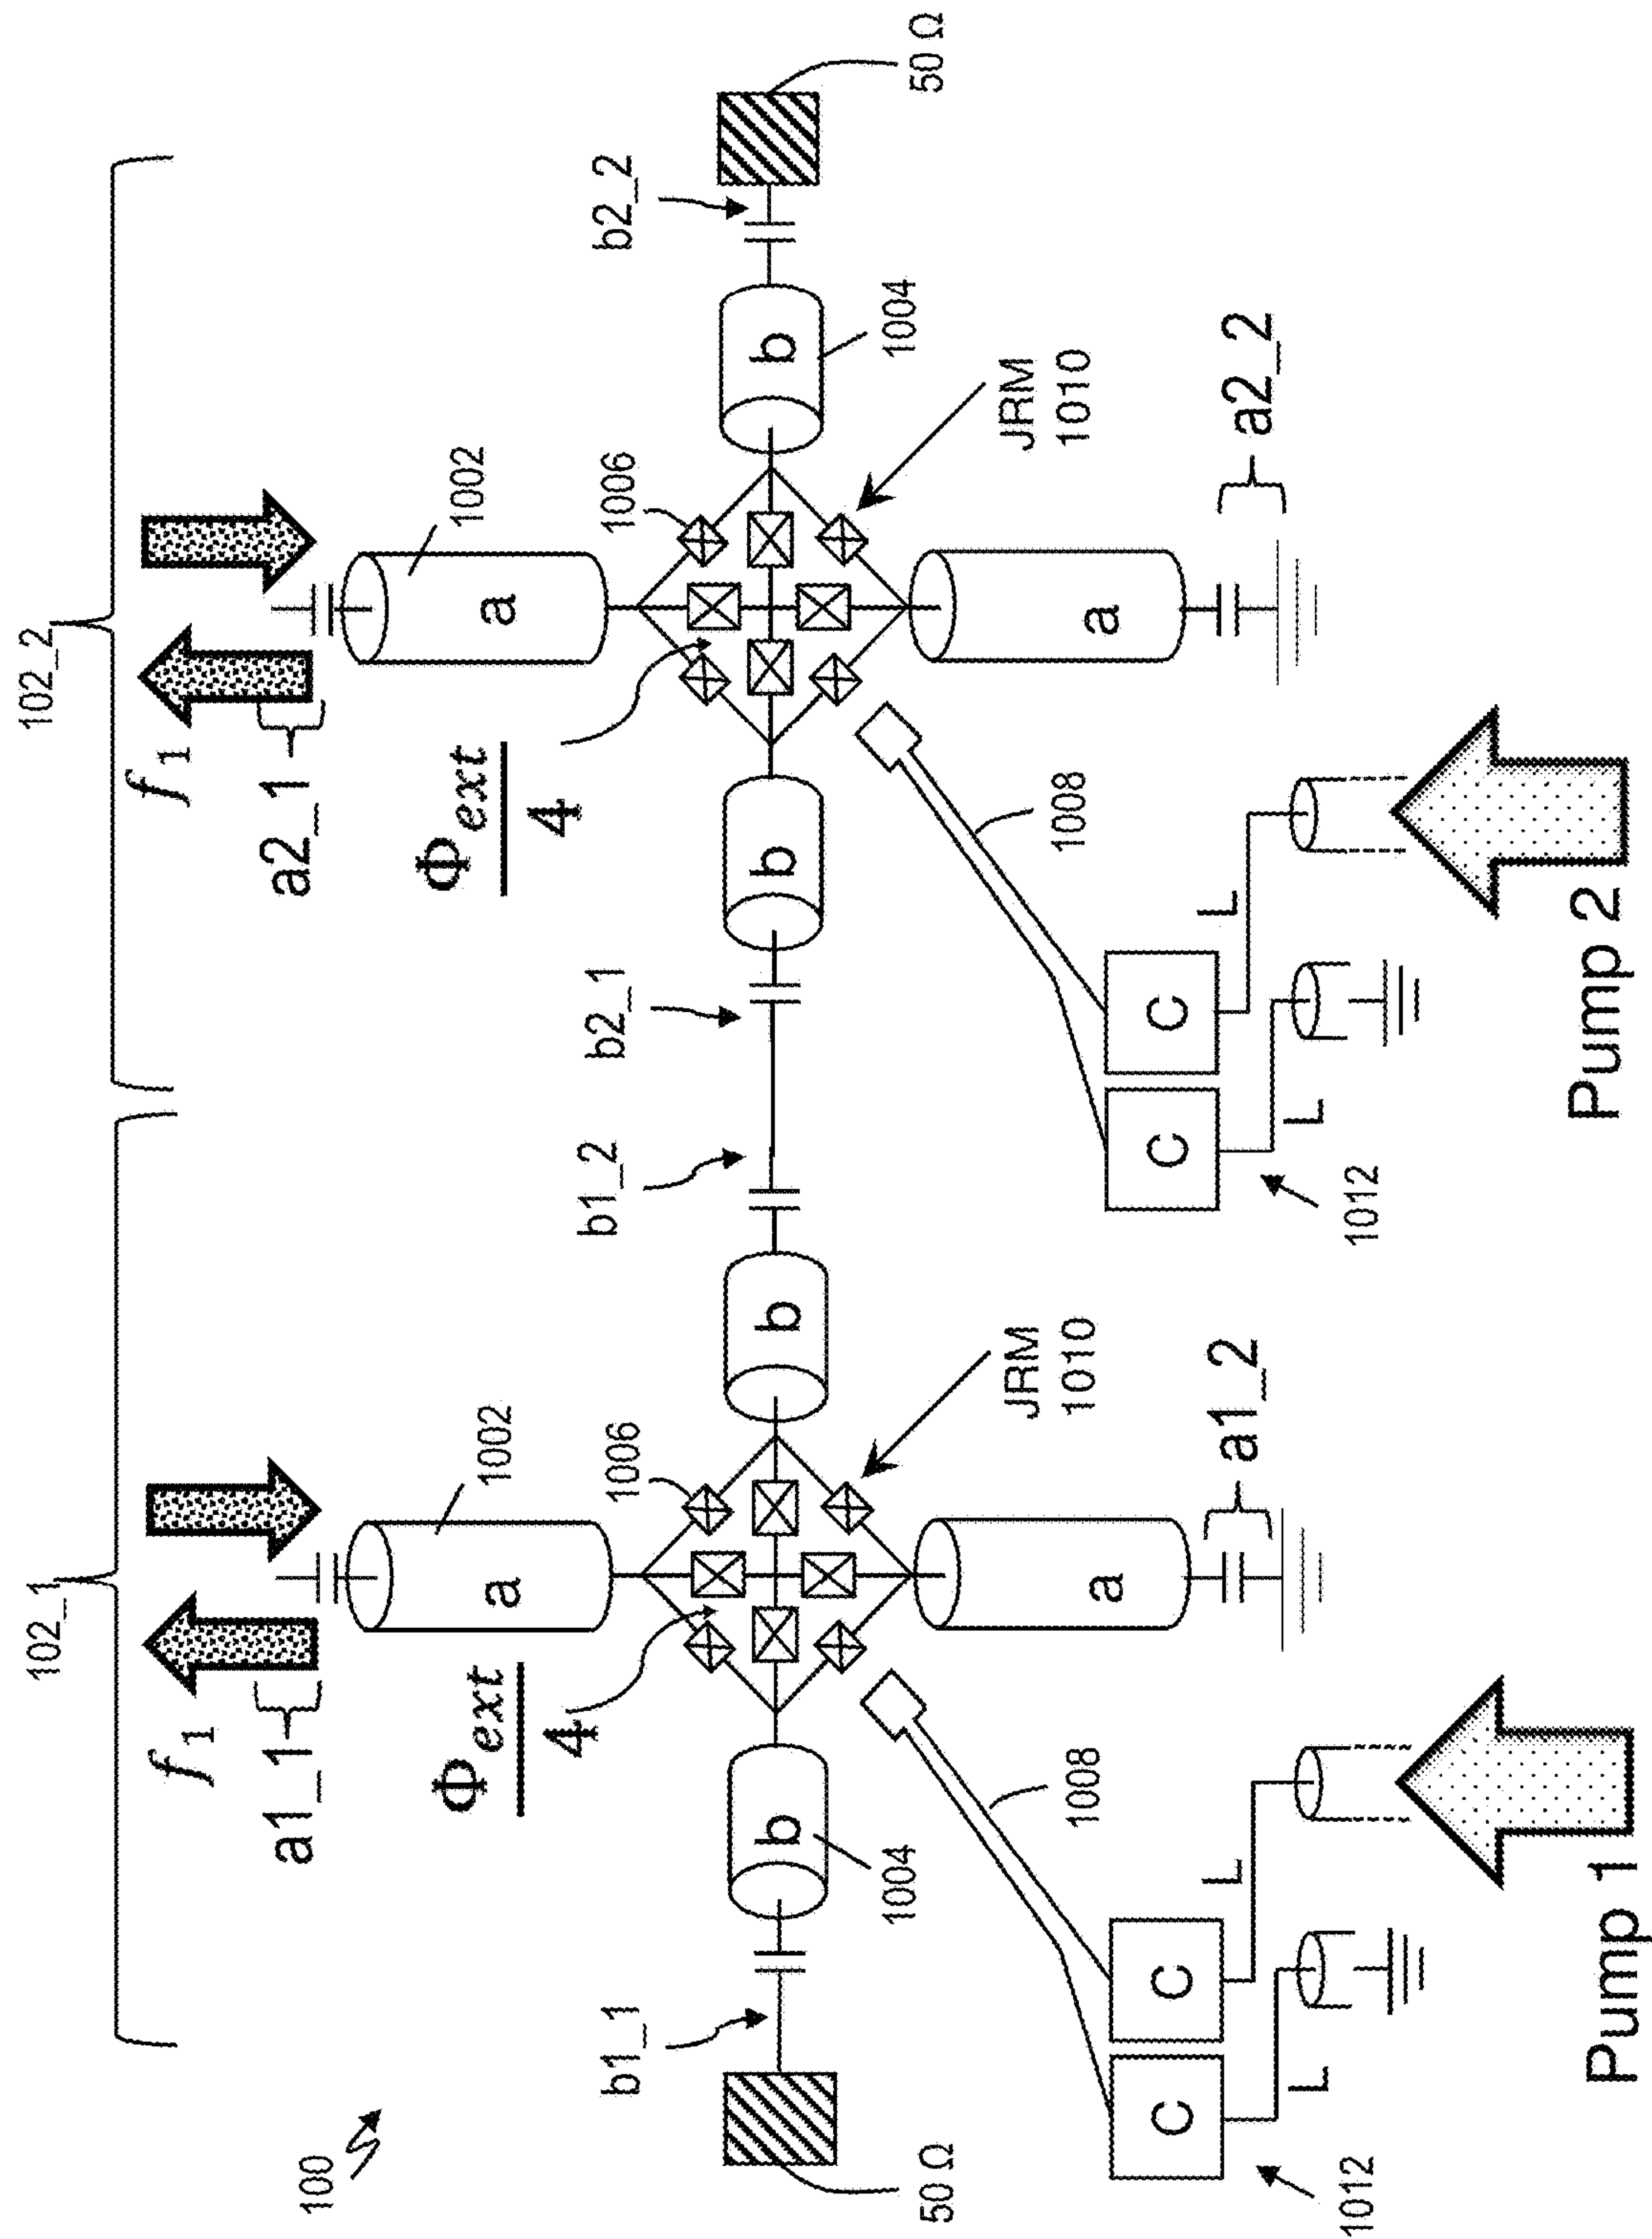 100
102_1
102_2
f1
a1_1
1002
f1
a2_1
1002
Φext
4
1006
Φext
4
1006
50 Ω
b1_1
b
1004
a
b
b1_2
b2_1
b
a
b
1004
b2_2
50 Ω
JRM
1010
JRM
1010
a
a1_2
a
a2_2
1008
1008
C
C
L
L
1012
C
C
L
L
1012
Pump 1
Pump 2